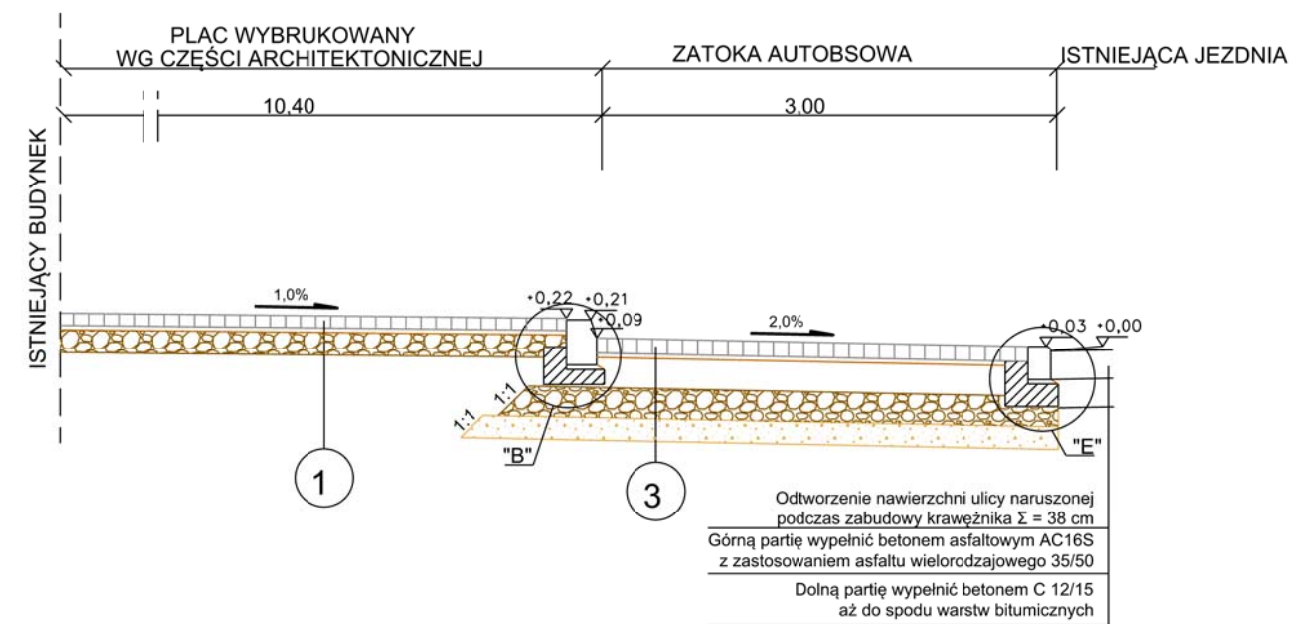 PLAC WYBRUKOWANY
WG CZĘŚCI ARCHITEKTONICZNEJ
ZATOKA AUTOBSOWA
ISTNIEJĄCA JEZDNIA
10,40
3,00
ISTNIEJĄCY BUDYNEK
1,0%
+0,22
+0,21
+0,09
2,0%
+0,03
+0,00
1:1
1:1
"B"
"E"
1
3
Odtworzenie nawierzchni ulicy naruszonej
podczas zabudowy krawężnika Σ = 38 cm
Górną partię wypełnić betonem asfaltowym AC16S
z zastosowaniem asfaltu wielorodzajowego 35/50
Dolną partię wypełnić betonem C 12/15
aż do spodu warstw bitumicznych